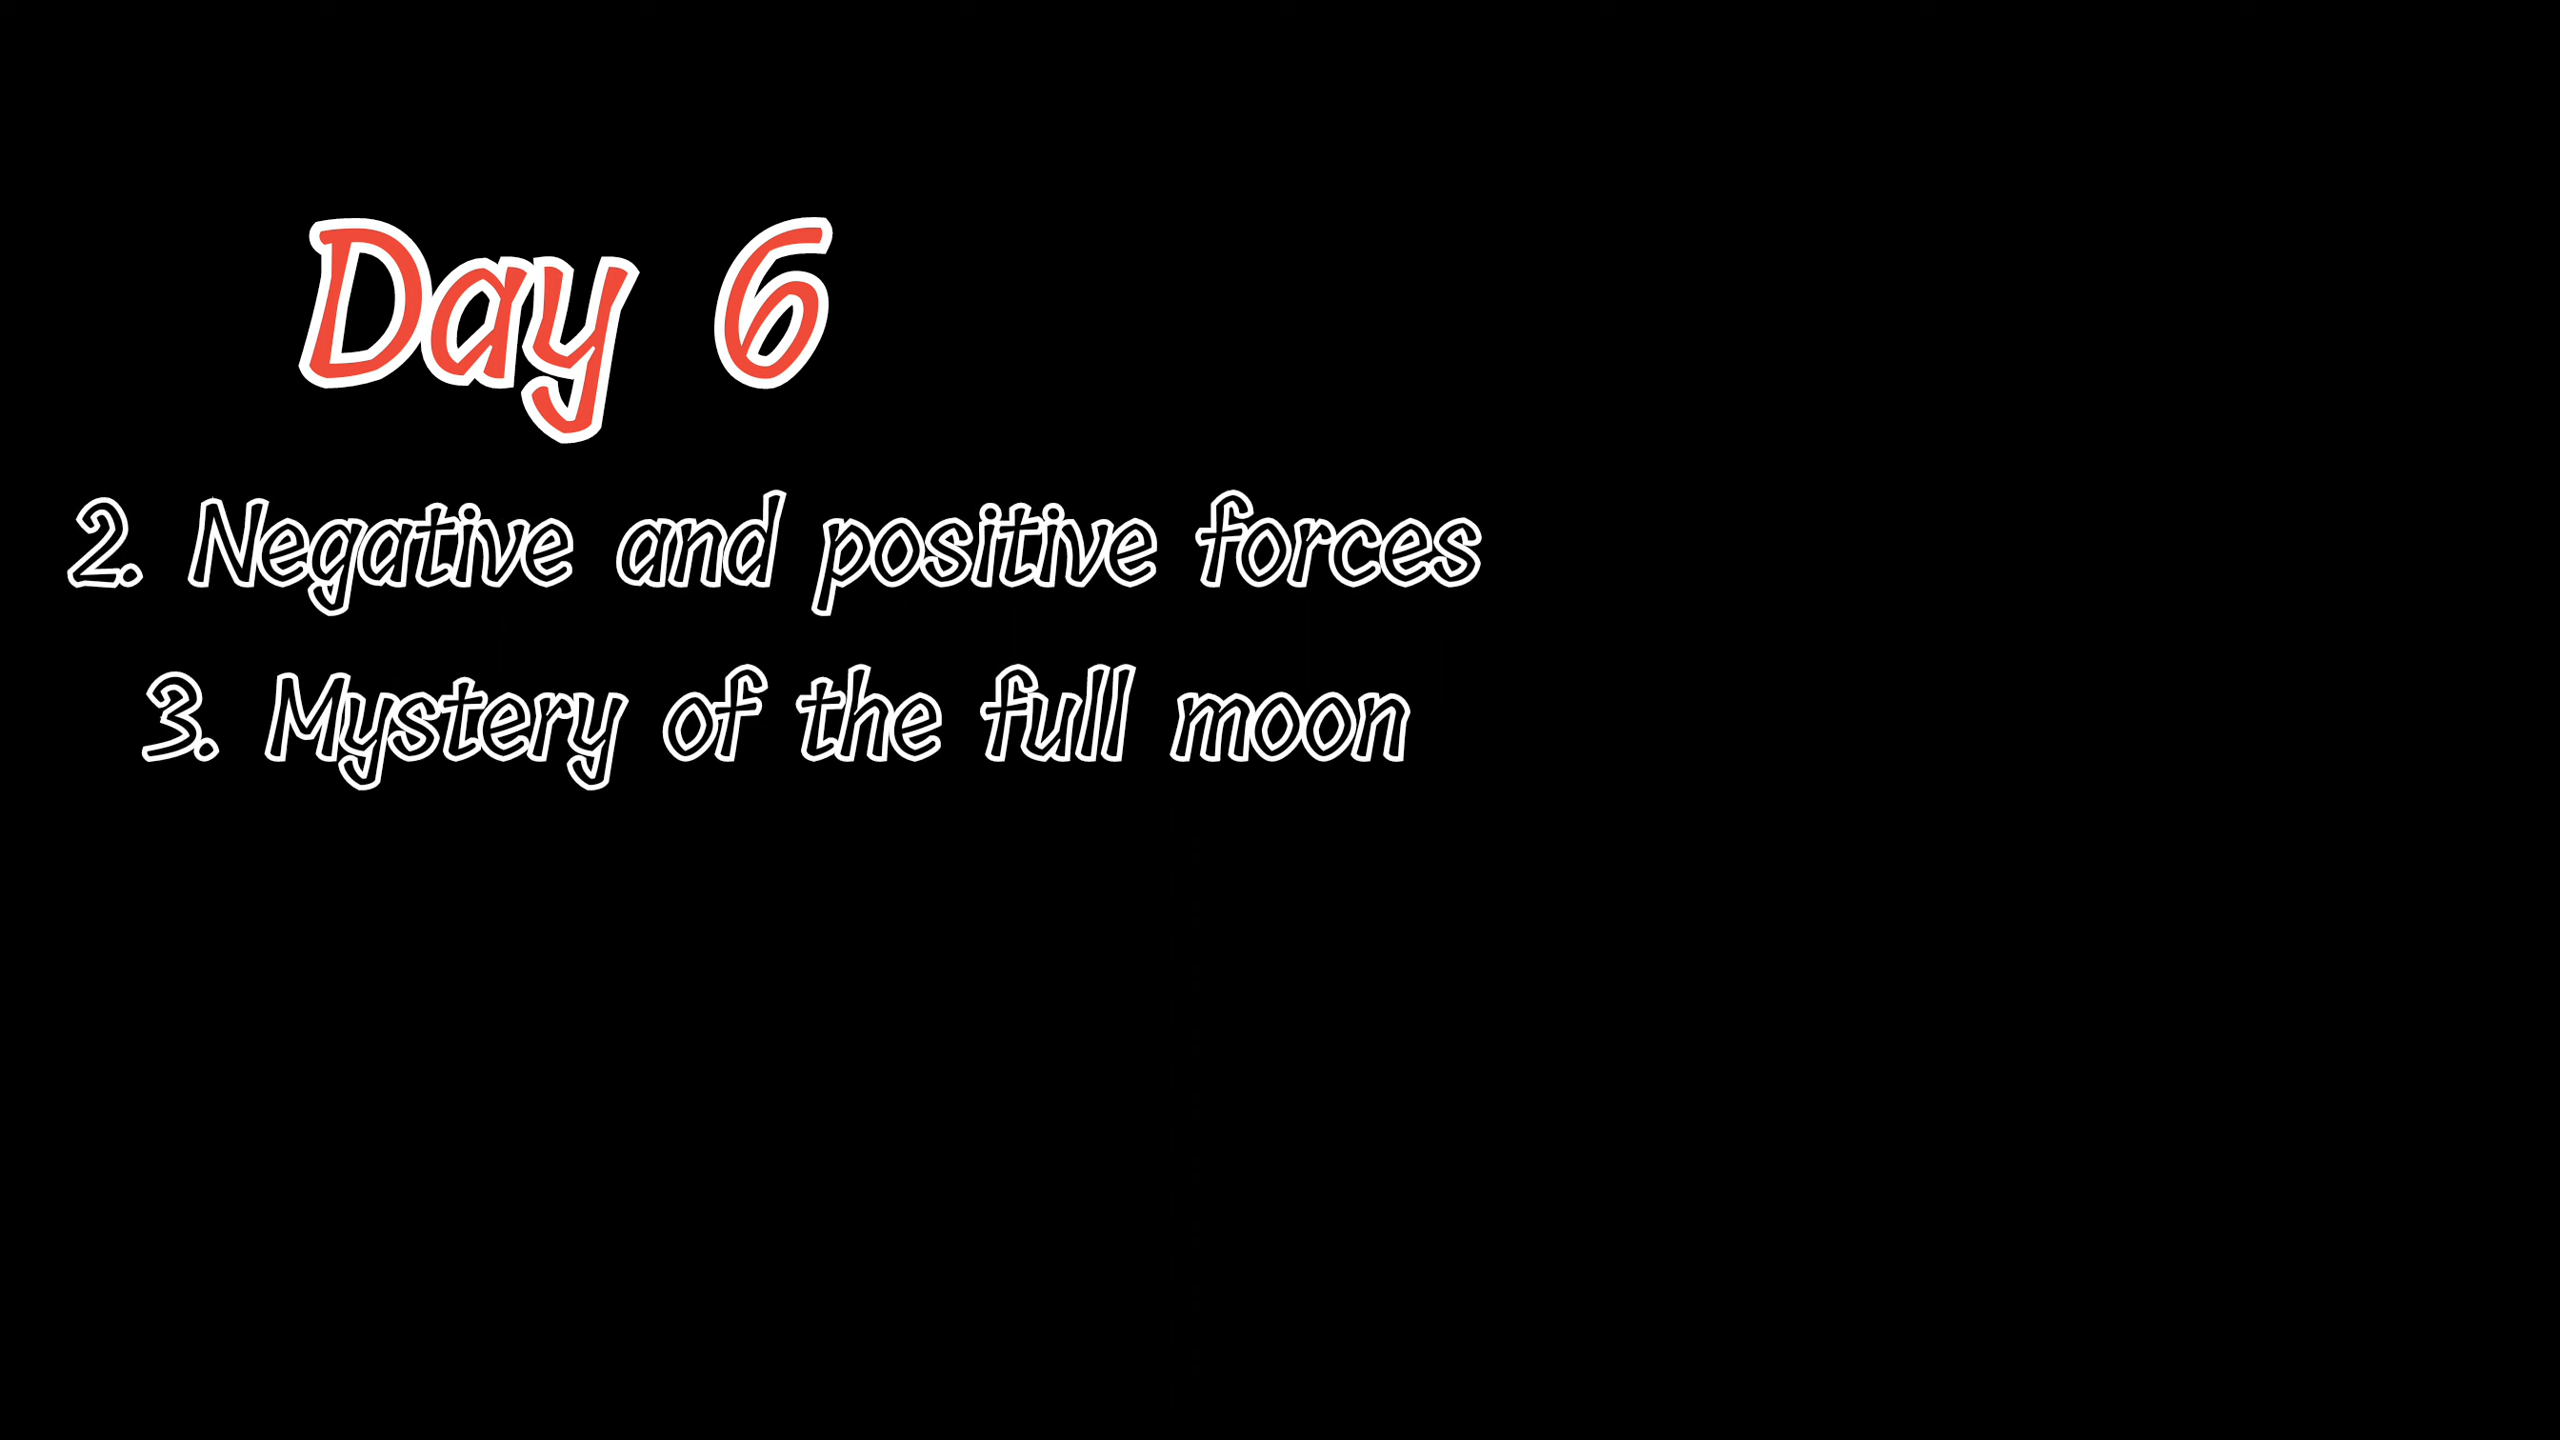 Day 6
2. Negative and positive forces
3. Mystery of the full moon